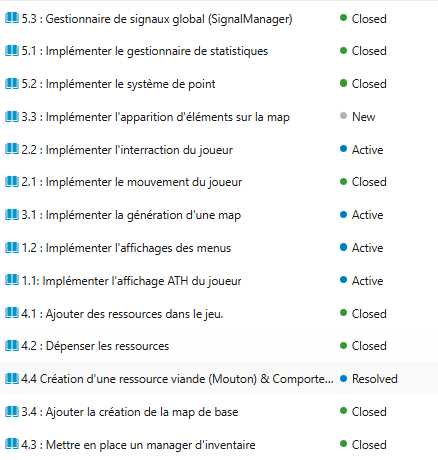 5.3 : Gestionnaire de signaux global (SignalManager) Closed
5.1 : Implémenter le gestionnaire de statistiques Closed
5.2 : Implémenter le système de point Closed
3.3 : Implémenter l'apparition d'éléments sur la map New
2.2 : Implémenter l'interraction du joueur Active
2.1 : Implémenter le mouvement du joueur Closed
3.1 : Implémenter la génération d'une map Active
1.2 : Implémenter l'affichages des menus Active
1.1: Implémenter l'affichage ATH du joueur Active
4.1 : Ajouter des ressources dans le jeu. Closed
4.2 : Dépenser les ressources Closed
4.4 Création d'une ressource viande (Mouton) & Comporte... Resolved
3.4 : Ajouter la création de la map de base Closed
4.3 : Mettre en place un manager d'inventaire Closed